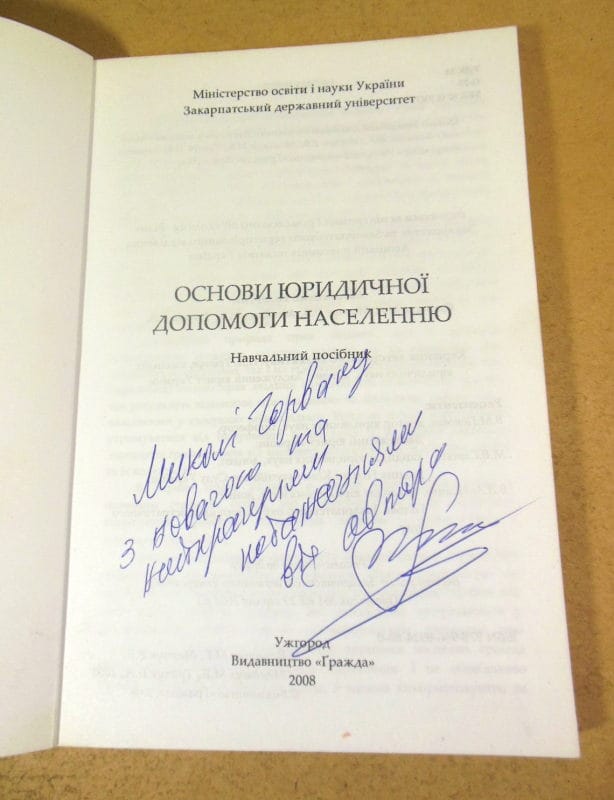 Міністерство освіти і науки України
Закарпатський державний університет
ОСНОВИ ЮРИДИЧНОЇ
ДОПОМОГИ НАСЕЛЕННЮ
Навчальний посібник
Миколі Горвату
з повагою та
найкращими
побажаннями
від автора
Ужгород
Видавництво «Ґражда»
2008